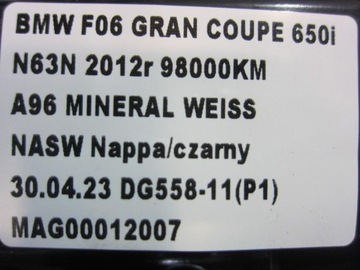 BMW F06 GRAN COUPE 650i
N63N 2012r 98000KM
A96 MINERAL WEISS
NASW Nappa/czarny
30.04.23 DG558-11(P1)
MAG00012007